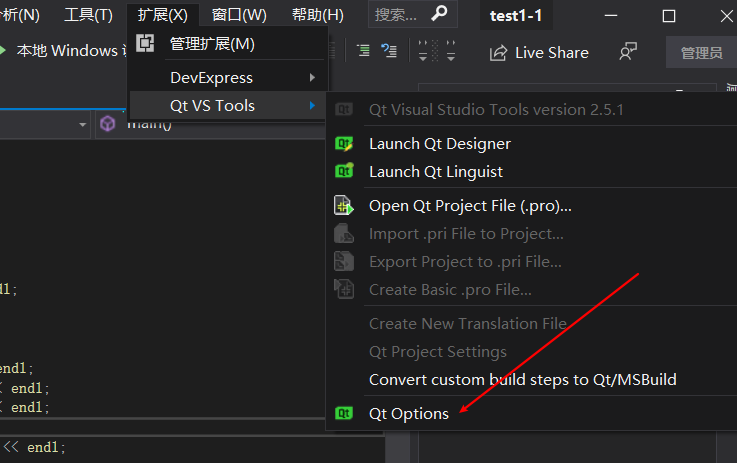 析(N) 工具(T) 扩展(X) 窗口(W) 帮助(H) 搜索... test1-1
管理扩展(M)
本地 Windows Live Share 管理员
DevExpress
Qt VS Tools
main()
Qt Visual Studio Tools version 2.5.1
Launch Qt Designer
Launch Qt Linguist
Open Qt Project File (.pro)...
Import .pri File to Project...
Export Project to .pri File...
Create Basic .pro File...
Create New Translation File
Qt Project Settings
Convert custom build steps to Qt/MSBuild
Qt Options
dl;
endl;
< endl;
< endl;
<< endl;